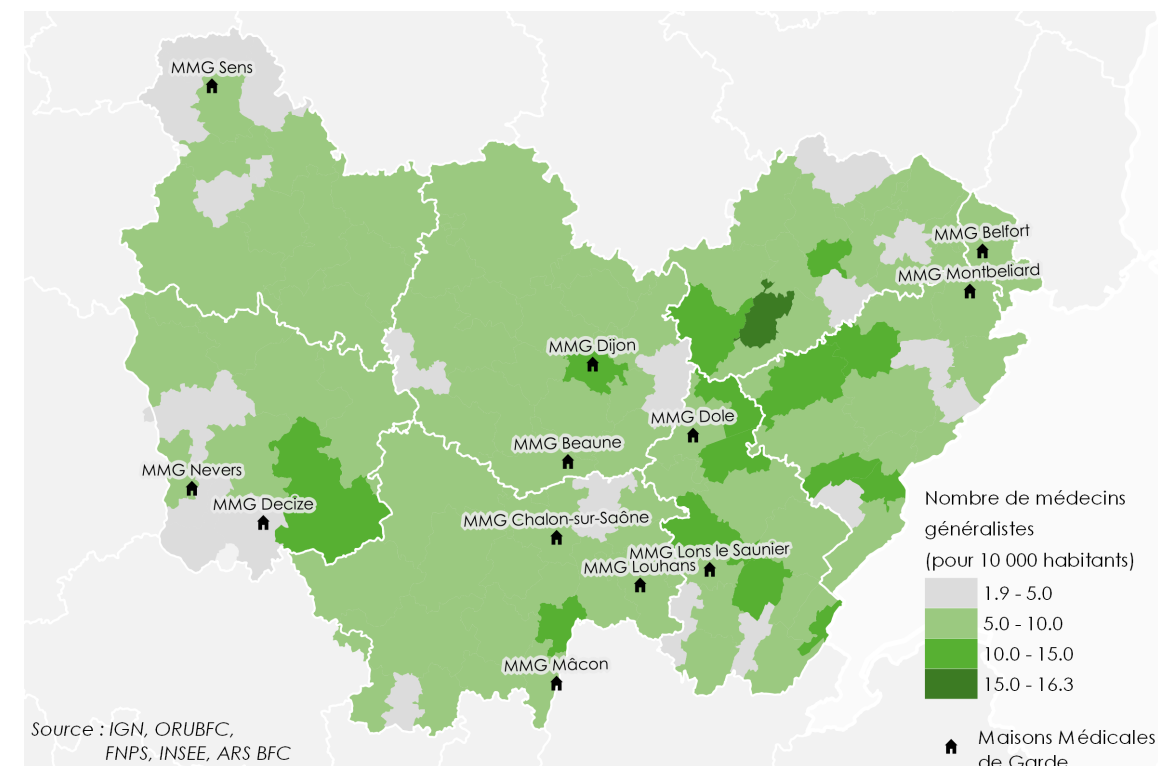 MMG Sens
MMG Belfort
MMG Montbeliard
MMG Dijon
MMG Dole
MMG Beaune
MMG Nevers
MMG Decize
MMG Chalon-sur-Saône
MMG Lons le Saunier
MMG Louhans
MMG Mâcon
Nombre de médecins
généralistes
(pour 10 000 habitants)
1.9 - 5.0
5.0 - 10.0
10.0 - 15.0
15.0 - 16.3
Maisons Médicales
de Garde
Source : IGN, ORUBFC,
FNPS, INSEE, ARS BFC